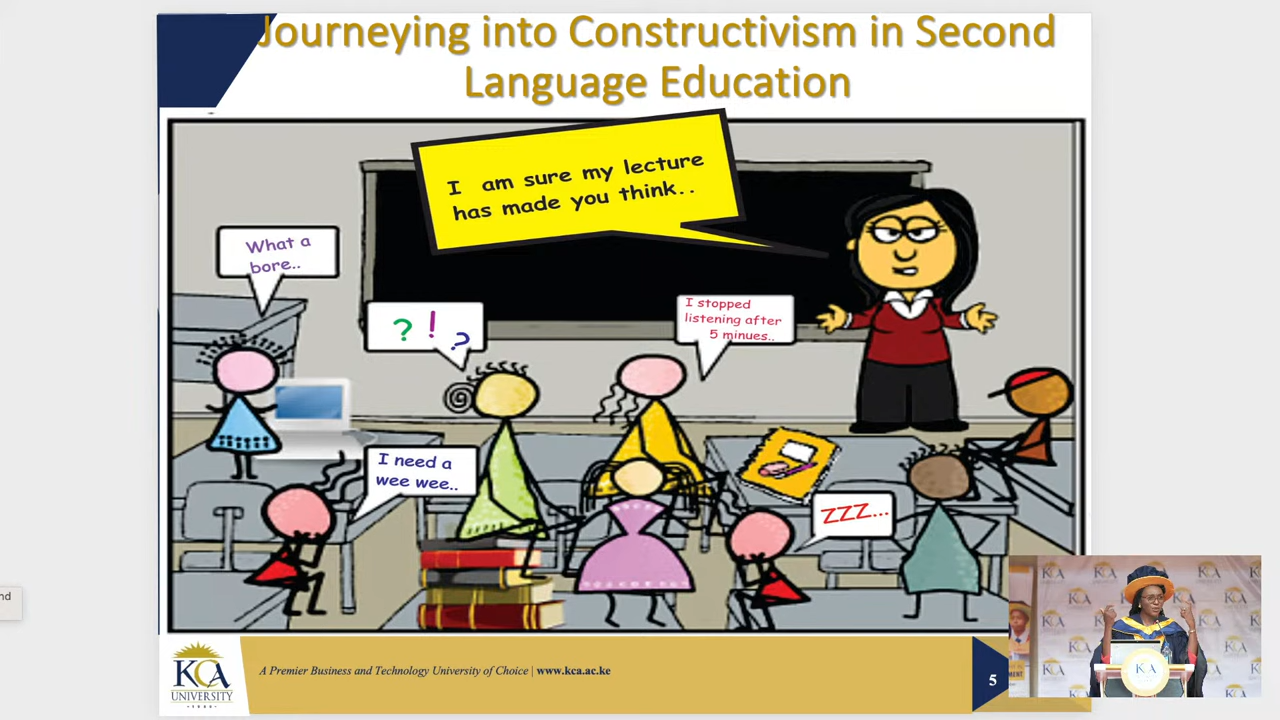 Journeying into Constructivism in Second
Language Education
I am sure my lecture
has made you think..
What a
bore..
? ! ?
I stopped
listening after
5 minues..
I need a
wee wee..
ZZZ...
KCA
UNIVERSITY
A Premier Business and Technology University of Choice | www.kca.ac.ke
5
nd
KCA